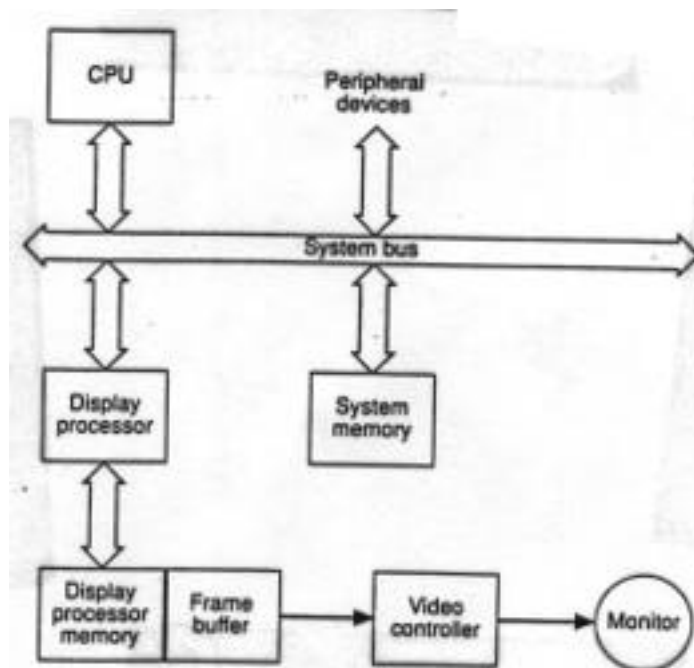 CPU
Peripheral
devices
System bus
Display
processor
System
memory
Display
processor
memory
Frame
buffer
Video
controller
Monitor